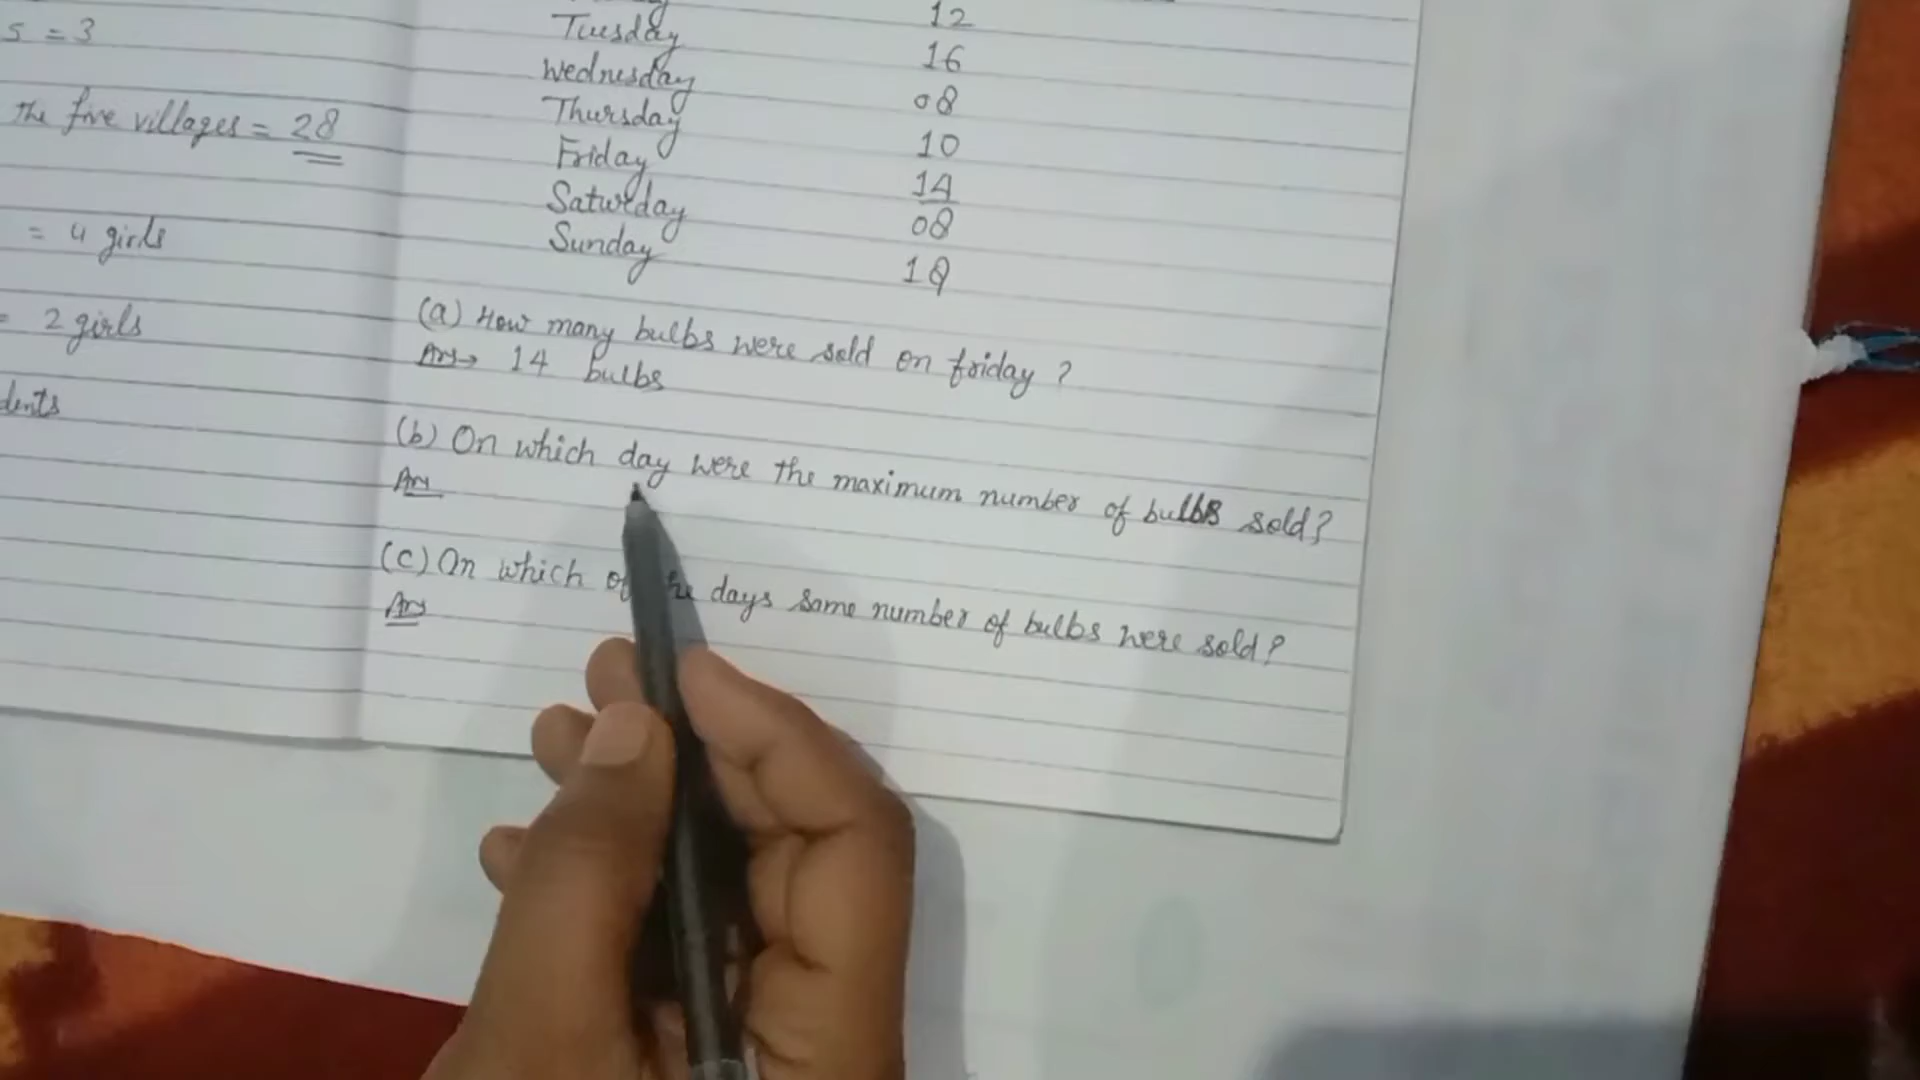 s = 3
the five villages = 28
= 4 girls
= 2 girls
dents
12
Tuesday 16
Wednesday 08
Thursday 10
Friday 14
Saturday 08
Sunday 18
(a) How many bulbs were sold on friday ?
Ans→ 14 bulbs
(b) On which day were the maximum number of bulbs sold?
Ans
(c) On which of the days same number of bulbs were sold?
Ans